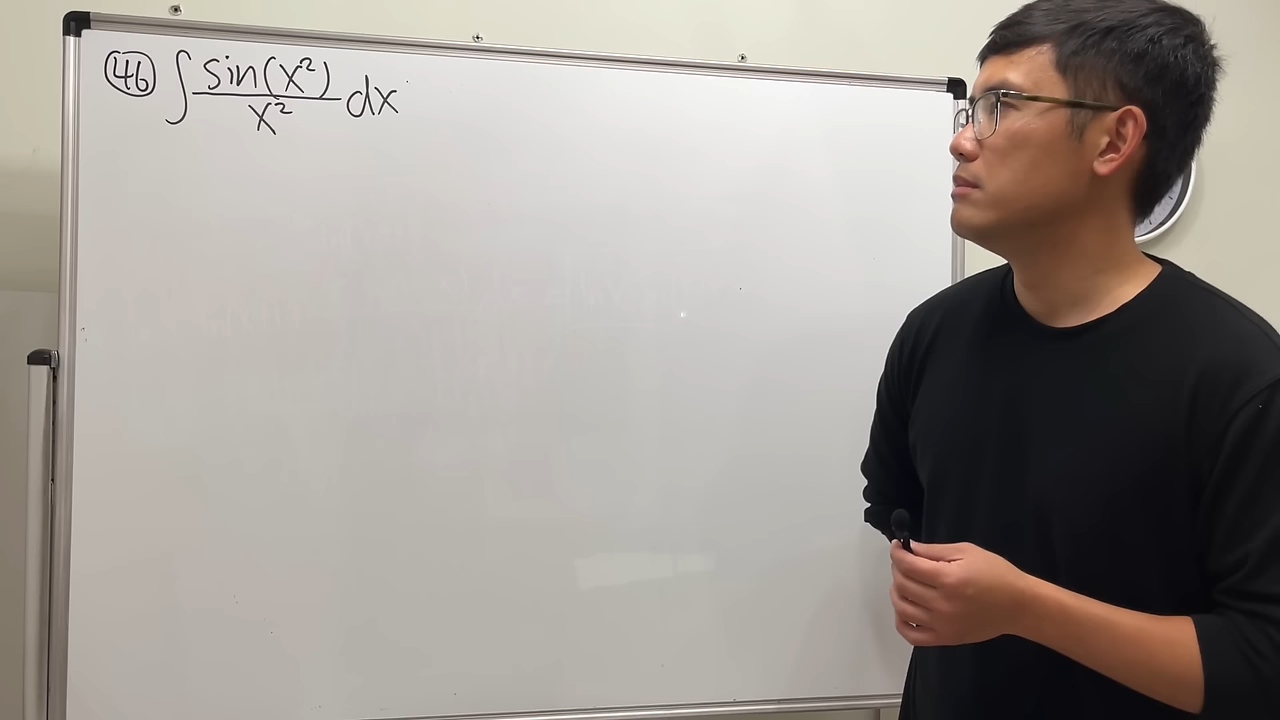 ㊻ ∫ sin(x²)/x² dx